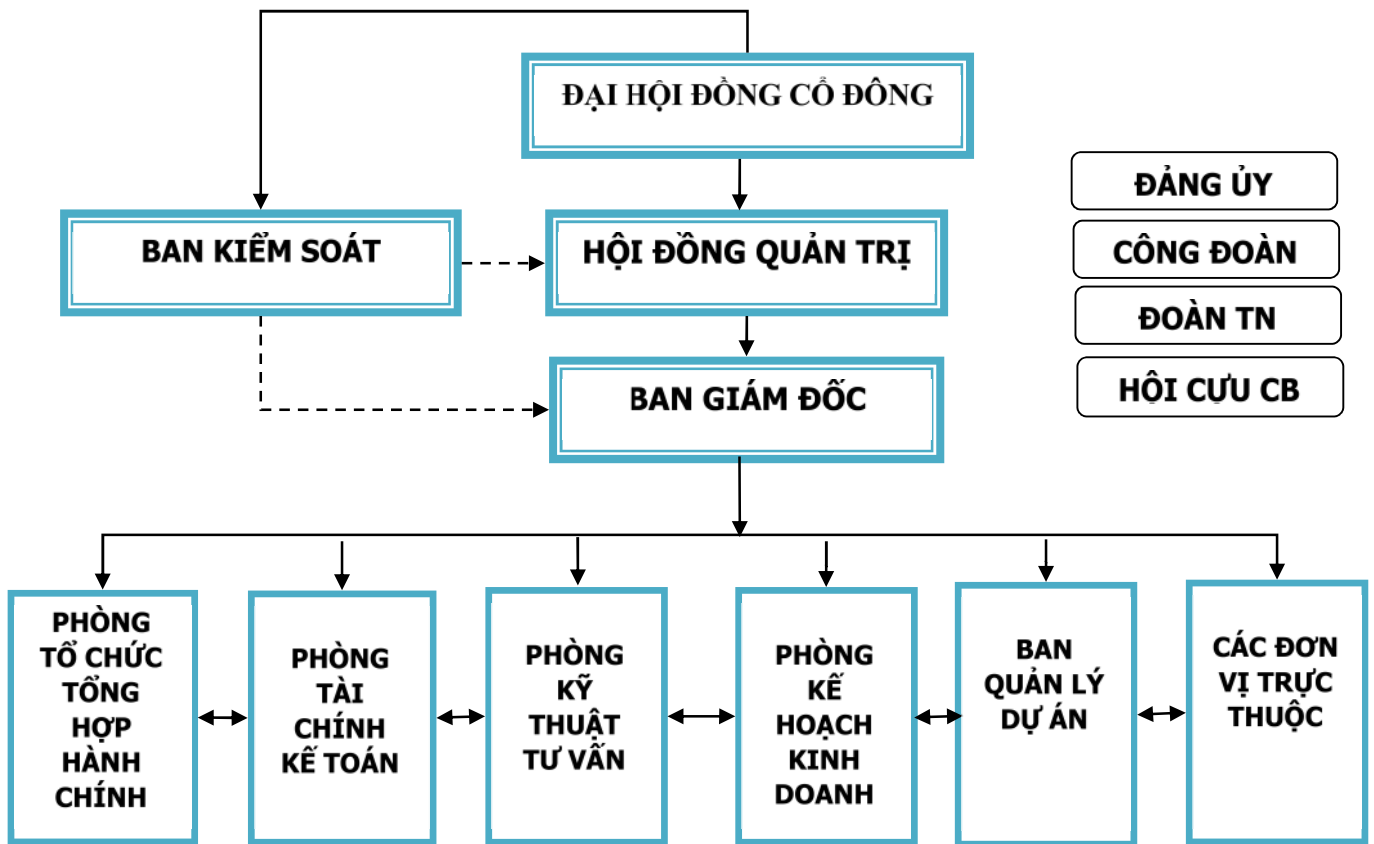 ĐẠI HỘI ĐỒNG CỔ ĐÔNG
ĐẢNG ỦY
BAN KIỂM SOÁT
HỘI ĐỒNG QUẢN TRỊ
CÔNG ĐOÀN
ĐOÀN TN
BAN GIÁM ĐỐC
HÔI CƯU CB
PHÒNG
TỔ CHỨC
TỔNG
HỢP
HÀNH
CHÍNH
PHÒNG
TÀI
CHÍNH
KẾ TOÁN
PHÒNG
KỸ
THUẬT
TƯ VẤN
PHÒNG
KẾ
HOẠCH
KINH
DOANH
BAN
QUẢN LÝ
DỰ ÁN
CÁC ĐƠN
VỊ TRỰC
THUỘC